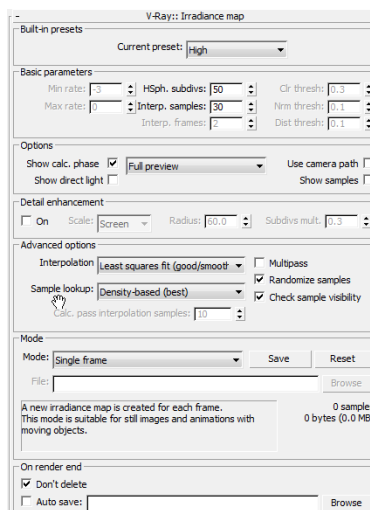 - V-Ray:: Irradiance map
Built-in presets
Current preset: High
Basic parameters
Min rate: -3 HSph. subdivs: 50 Clr thresh: 0.3
Max rate: 0 Interp. samples: 30 Nrm thresh: 0.1
Interp. frames: 2 Dist thresh: 0.1
Options
Show calc. phase Full preview Use camera path
Show direct light Show samples
Detail enhancement
On Scale: Screen Radius: 60.0 Subdivs mult. 0.3
Advanced options
Interpolation Least squares fit (good/smooth Multipass
Randomize samples
Sample lookup: Density-based (best) Check sample visibility
Calc. pass interpolation samples: 10
Mode
Mode: Single frame Save Reset
File: Browse
A new irradiance map is created for each frame. 0 sample
This mode is suitable for still images and animations with 0 bytes (0.0 MB
moving objects.
On render end
Don't delete
Auto save: Browse